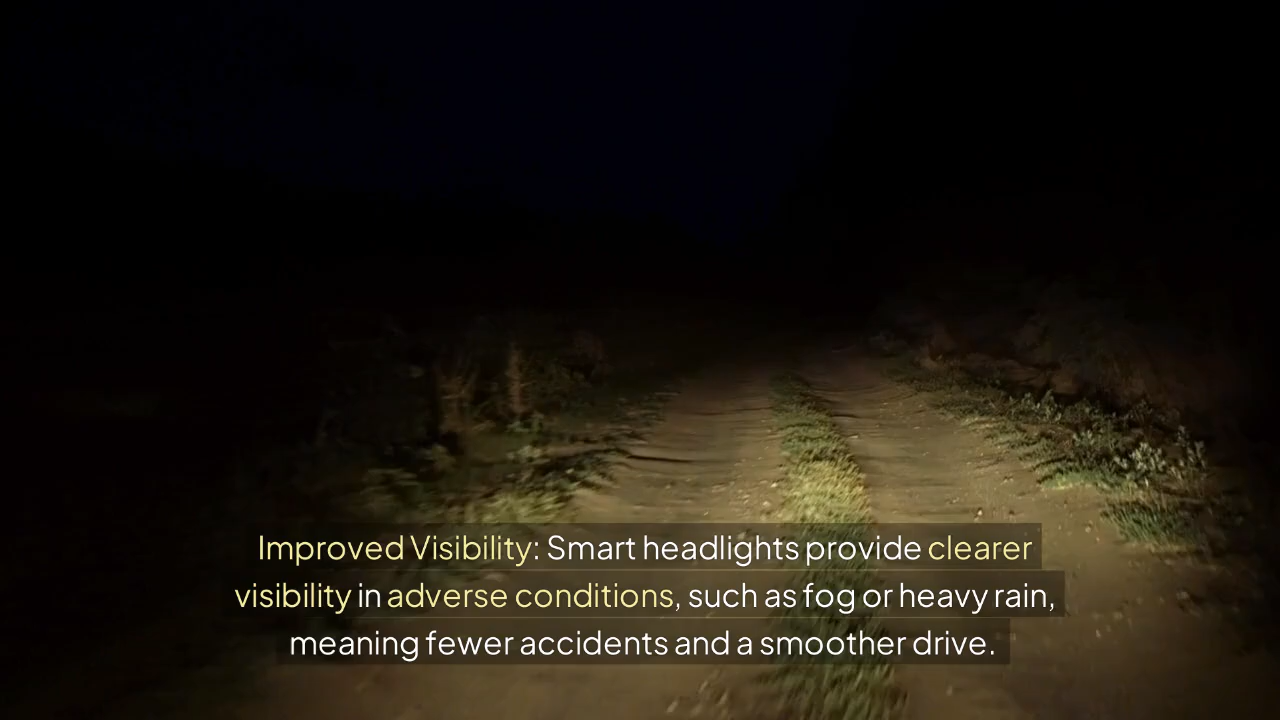 Improved Visibility: Smart headlights provide clearer
visibility in adverse conditions, such as fog or heavy rain,
meaning fewer accidents and a smoother drive.